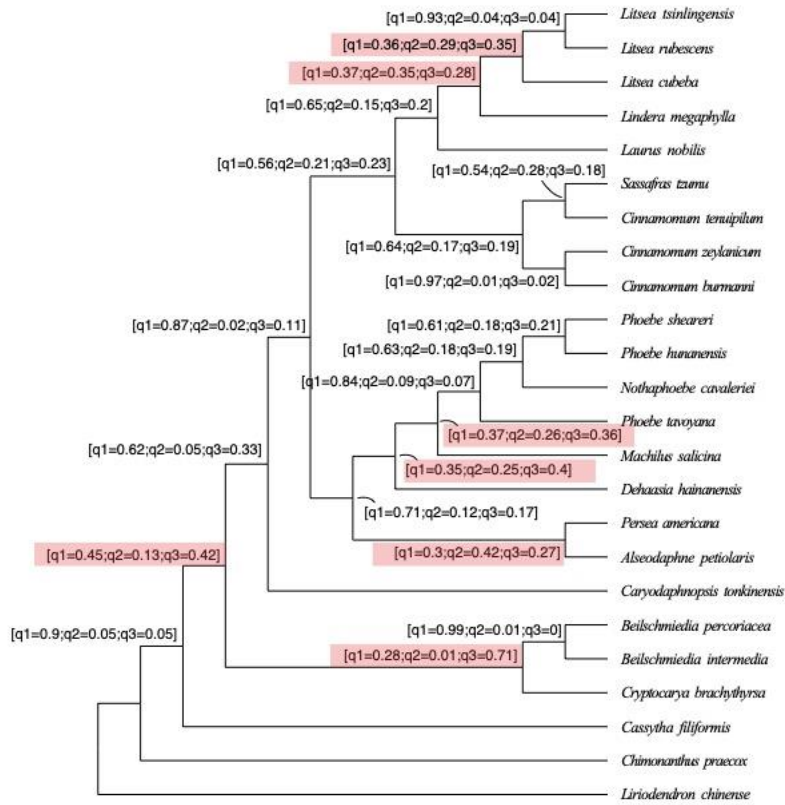 [q1=0.93;q2=0.04;q3=0.04]
Litsea tsinlingensis
[q1=0.36;q2=0.29;q3=0.35]
Litsea rubescens
[q1=0.37;q2=0.35;q3=0.28]
Litsea cubeba
[q1=0.65;q2=0.15;q3=0.2]
Lindera megaphylla
[q1=0.56;q2=0.21;q3=0.23]
Laurus nobilis
[q1=0.54;q2=0.28;q3=0.18]
Sassafras tzumu
Cinnamomum tenuipilum
[q1=0.64;q2=0.17;q3=0.19]
Cinnamomum zeylanicum
[q1=0.97;q2=0.01;q3=0.02]
Cinnamomum burmanni
[q1=0.87;q2=0.02;q3=0.11]
[q1=0.61;q2=0.18;q3=0.21]
Phoebe sheareri
[q1=0.63;q2=0.18;q3=0.19]
Phoebe hunanensis
[q1=0.84;q2=0.09;q3=0.07]
Nothaphoebe cavaleriei
Phoebe tavoyana
[q1=0.37;q2=0.26;q3=0.36]
[q1=0.62;q2=0.05;q3=0.33]
Machilus salicina
[q1=0.35;q2=0.25;q3=0.4]
Dehaasia hainanensis
[q1=0.71;q2=0.12;q3=0.17]
Persea americana
[q1=0.45;q2=0.13;q3=0.42]
[q1=0.3;q2=0.42;q3=0.27]
Alseodaphne petiolaris
Caryodaphnopsis tonkinensis
[q1=0.9;q2=0.05;q3=0.05]
[q1=0.99;q2=0.01;q3=0]
Beilschmiedia percoriacea
[q1=0.28;q2=0.01;q3=0.71]
Beilschmiedia intermedia
Cryptocarya brachythyrsa
Cassytha filiformis
Chimonanthus praecox
Liriodendron chinense